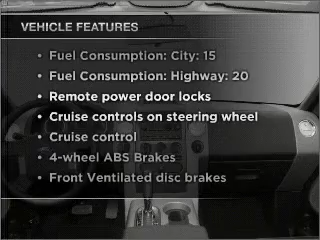 VEHICLE FEATURES
• Fuel Consumption: City: 15
• Fuel Consumption: Highway: 20
• Remote power door locks
• Cruise controls on steering wheel
• Cruise control
• 4-wheel ABS Brakes
• Front Ventilated disc brakes